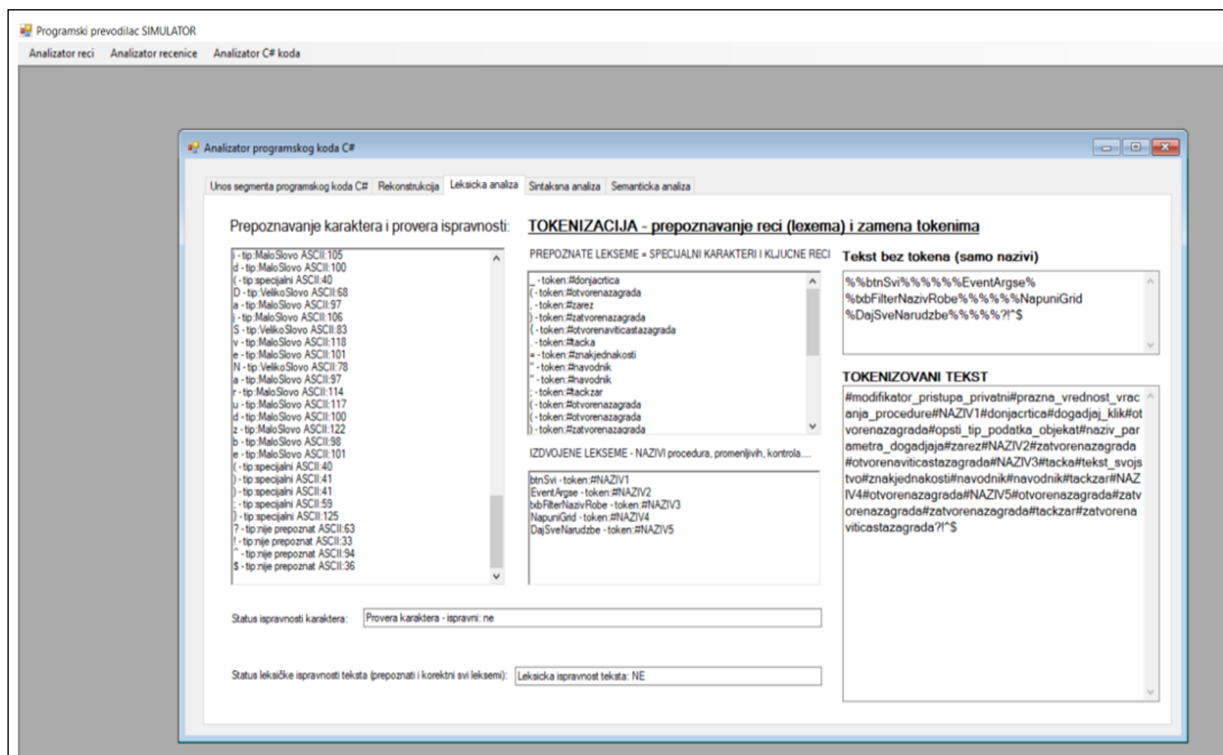 Programski prevodilac SIMULATOR
Analizator reci Analizator recenice Analizator C# koda
Analizator programskog koda C#
Unos segmenta programskog koda C# Rekonstrukcija Leksicka analiza Sintaksna analiza Semanticka analiza
Prepoznavanje karaktera i provera ispravnosti:
i - tip:MaloSlovo ASCII:105
d - tip:MaloSlovo ASCII:100
( - tip:specijalni ASCII:40
D - tip:VelikoSlovo ASCII:68
a - tip:MaloSlovo ASCII:97
j - tip:MaloSlovo ASCII:106
S - tip:VelikoSlovo ASCII:83
v - tip:MaloSlovo ASCII:118
e - tip:MaloSlovo ASCII:101
N - tip:VelikoSlovo ASCII:78
a - tip:MaloSlovo ASCII:97
r - tip:MaloSlovo ASCII:114
u - tip:MaloSlovo ASCII:117
d - tip:MaloSlovo ASCII:100
z - tip:MaloSlovo ASCII:122
b - tip:MaloSlovo ASCII:98
e - tip:MaloSlovo ASCII:101
( - tip:specijalni ASCII:40
) - tip:specijalni ASCII:41
) - tip:specijalni ASCII:41
; - tip:specijalni ASCII:59
} - tip:specijalni ASCII:125
? - tip:nije prepoznat ASCII:63
! - tip:nije prepoznat ASCII:33
^ - tip:nije prepoznat ASCII:94
$ - tip:nije prepoznat ASCII:36
TOKENIZACIJA - prepoznavanje reci (lexema) i zamena tokenima
PREPOZNATE LEKSEME = SPECIJALNI KARAKTERI I KLJUCNE RECI
_ - token:#donjacrtica
( - token:#otvorenazagrada
, - token:#zarez
) - token:#zatvorenazagrada
{ - token:#otvorenaviticastazagrada
. - token:#tacka
= - token:#znakjednakosti
" - token:#navodnik
" - token:#navodnik
; - token:#tackzar
( - token:#otvorenazagrada
( - token:#otvorenazagrada
) - token:#zatvorenazagrada
IZDVOJENE LEKSEME - NAZIVI procedura, promenljivih, kontrola....
btnSvi - token:#NAZIV1
EventArgse - token:#NAZIV2
txbFilterNazivRobe - token:#NAZIV3
NapuniGrid - token:#NAZIV4
DajSveNarudzbe - token:#NAZIV5
Tekst bez tokena (samo nazivi)
%%btnSvi%%%%%%EventArgse%
%txbFilterNazivRobe%%%%%%NapuniGrid
%DajSveNarudzbe%%%%%?!^$
TOKENIZOVANI TEKST
#modifikator_pristupa_privatni#prazna_vrednost_vrac
anja_procedure#NAZIV1#donjacrtica#dogadjaj_klik#ot
vorenazagrada#opsti_tip_podatka_objekat#naziv_par
ametra_dogadjaja#zarez#NAZIV2#zatvorenazagrada
#otvorenaviticastazagrada#NAZIV3#tacka#tekst_svojs
tvo#znakjednakosti#navodnik#navodnik#tackzar#NAZ
IV4#otvorenazagrada#NAZIV5#otvorenazagrada#zatv
orenazagrada#zatvorenazagrada#tackzar#zatvorena
viticastazagrada?!^$
Status ispravnosti karaktera: Provera karaktera - ispravni: ne
Status leksičke ispravnosti teksta (prepoznati i korektni svi leksemi): Leksicka ispravnost teksta: NE